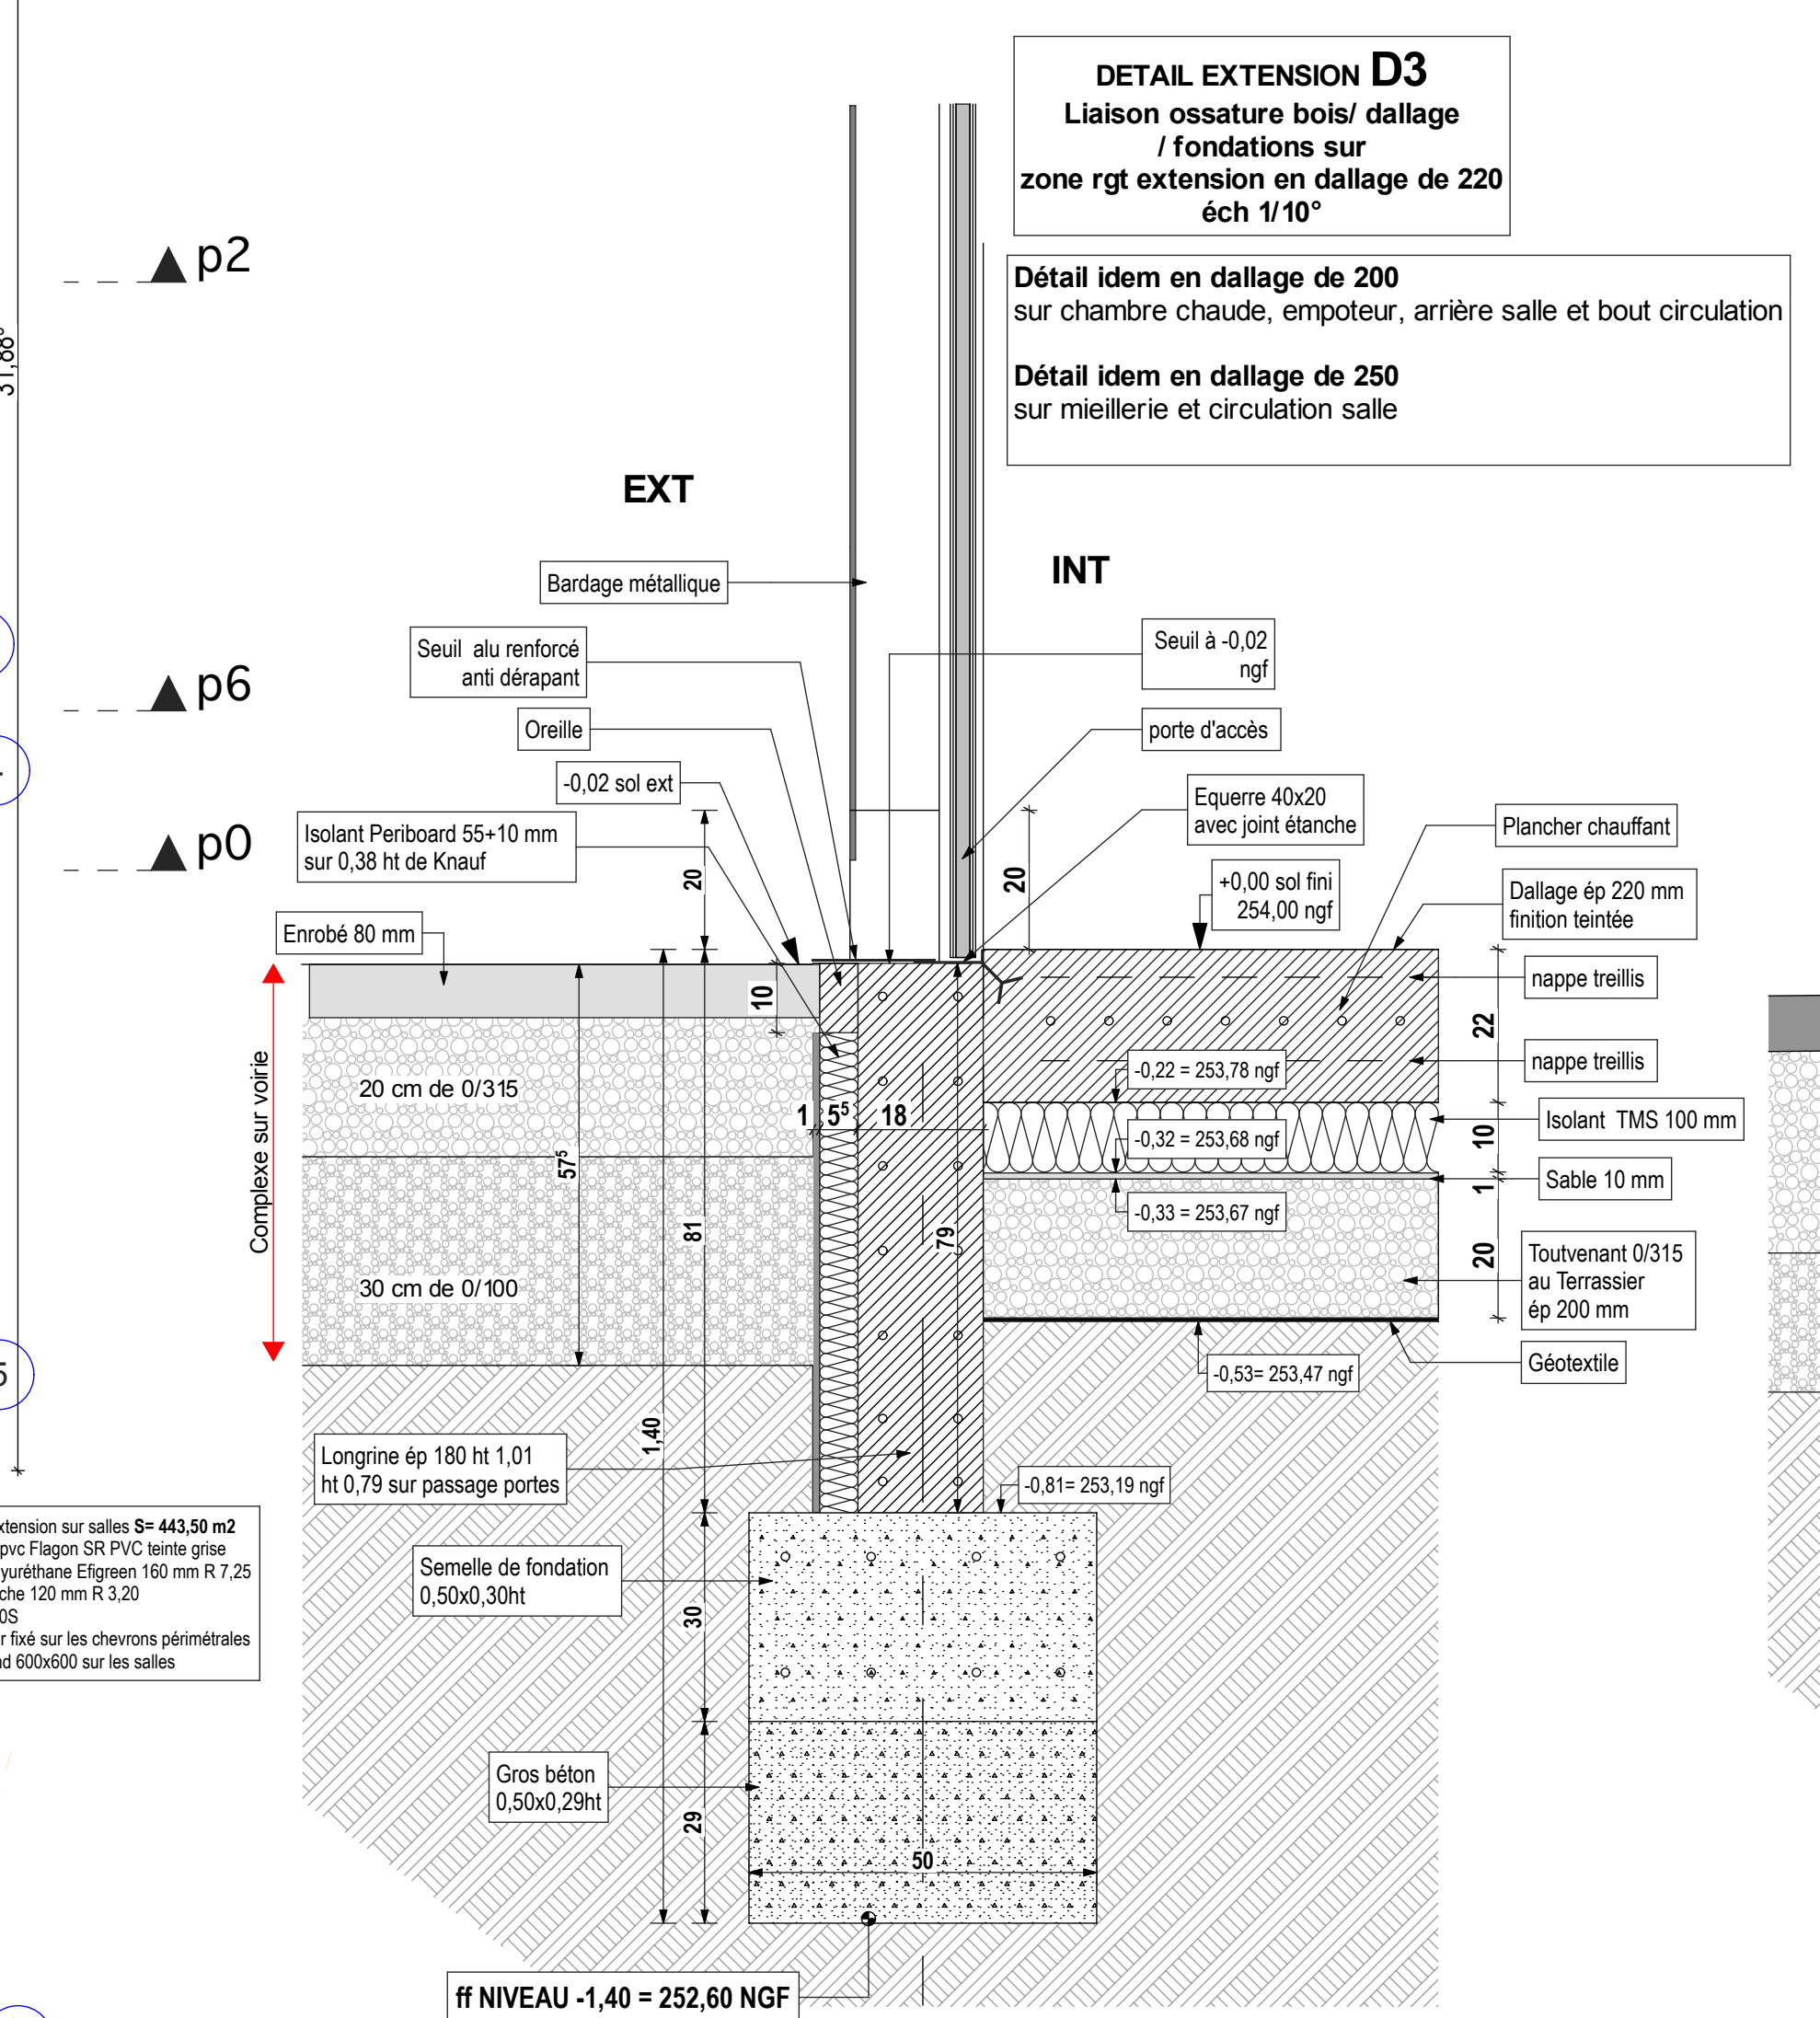 DETAIL EXTENSION D3
Liaison ossature bois/ dallage
/ fondations sur
zone rgt extension en dallage de 220
éch 1/10°
Détail idem en dallage de 200
sur chambre chaude, empoteur, arrière salle et bout circulation
Détail idem en dallage de 250
sur mieillerie et circulation salle
31,88⁵
p2
p6
p0
EXT
INT
Bardage métallique
Seuil alu renforcé
anti dérapant
Oreille
-0,02 sol ext
Isolant Periboard 55+10 mm
sur 0,38 ht de Knauf
Enrobé 80 mm
Seuil à -0,02
ngf
porte d'accès
Equerre 40x20
avec joint étanche
+0,00 sol fini
254,00 ngf
Plancher chauffant
Dallage ép 220 mm
finition teintée
nappe treillis
nappe treillis
Isolant TMS 100 mm
Sable 10 mm
Toutvenant 0/315
au Terrassier
ép 200 mm
Géotextile
20
20
10
22
10
1
20
-0,22 = 253,78 ngf
-0,32 = 253,68 ngf
-0,33 = 253,67 ngf
-0,53= 253,47 ngf
-0,81= 253,19 ngf
1 5⁵ 18
Complexe sur voirie
20 cm de 0/315
30 cm de 0/100
57⁵
81
79
1,40
30
29
50
Longrine ép 180 ht 1,01
ht 0,79 sur passage portes
Semelle de fondation
0,50x0,30ht
Gros béton
0,50x0,29ht
ff NIVEAU -1,40 = 252,60 NGF
xtension sur salles S= 443,50 m2
pvc Flagon SR PVC teinte grise
yuréthane Efigreen 160 mm R 7,25
che 120 mm R 3,20
0S
r fixé sur les chevrons périmétrales
nd 600x600 sur les salles